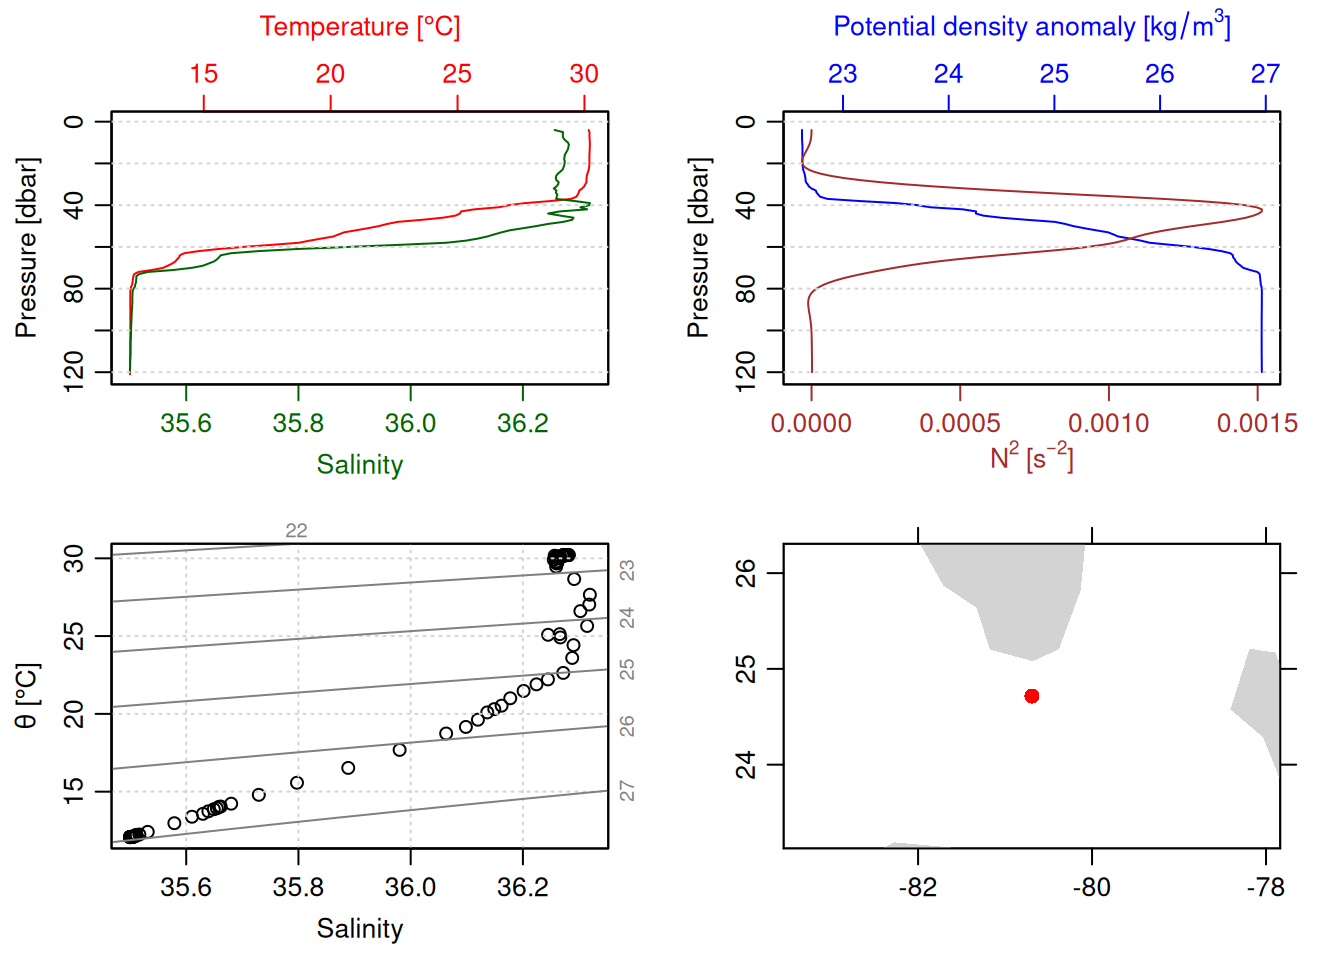 Temperature [°C]
15 20 25 30
Pressure [dbar]
0
40
80
120
35.6 35.8 36.0 36.2
Salinity
Potential density anomaly [kg/m³]
23 24 25 26 27
Pressure [dbar]
0
40
80
120
0.0000 0.0005 0.0010 0.0015
N² [s⁻²]
22
θ [°C]
30
25
20
15
23
24
25
26
27
35.6 35.8 36.0 36.2
Salinity
26
25
24
-82 -80 -78